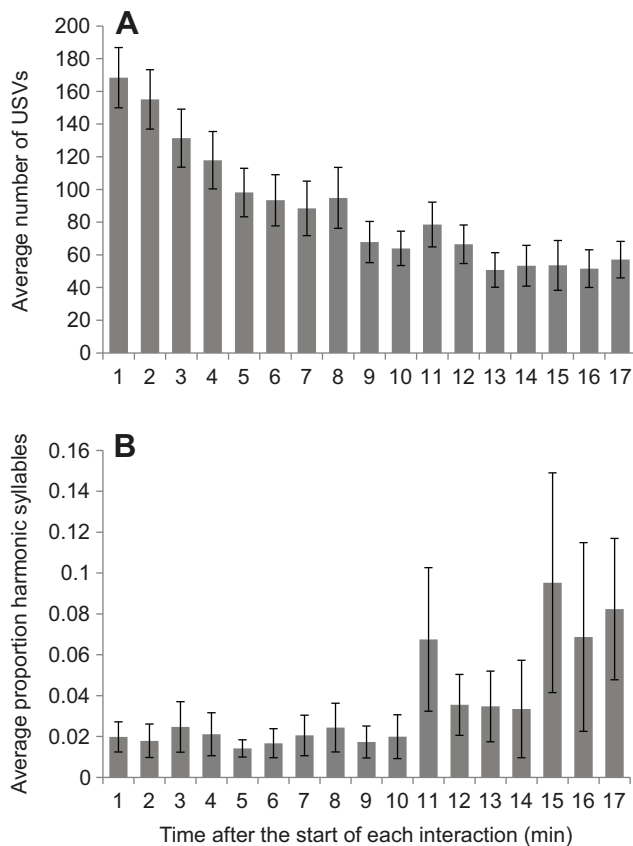 A
Average number of USVs
200
180
160
140
120
100
80
60
40
20
0
1 2 3 4 5 6 7 8 9 10 11 12 13 14 15 16 17
B
Average proportion harmonic syllables
0.16
0.14
0.12
0.1
0.08
0.06
0.04
0.02
0
1 2 3 4 5 6 7 8 9 10 11 12 13 14 15 16 17
Time after the start of each interaction (min)